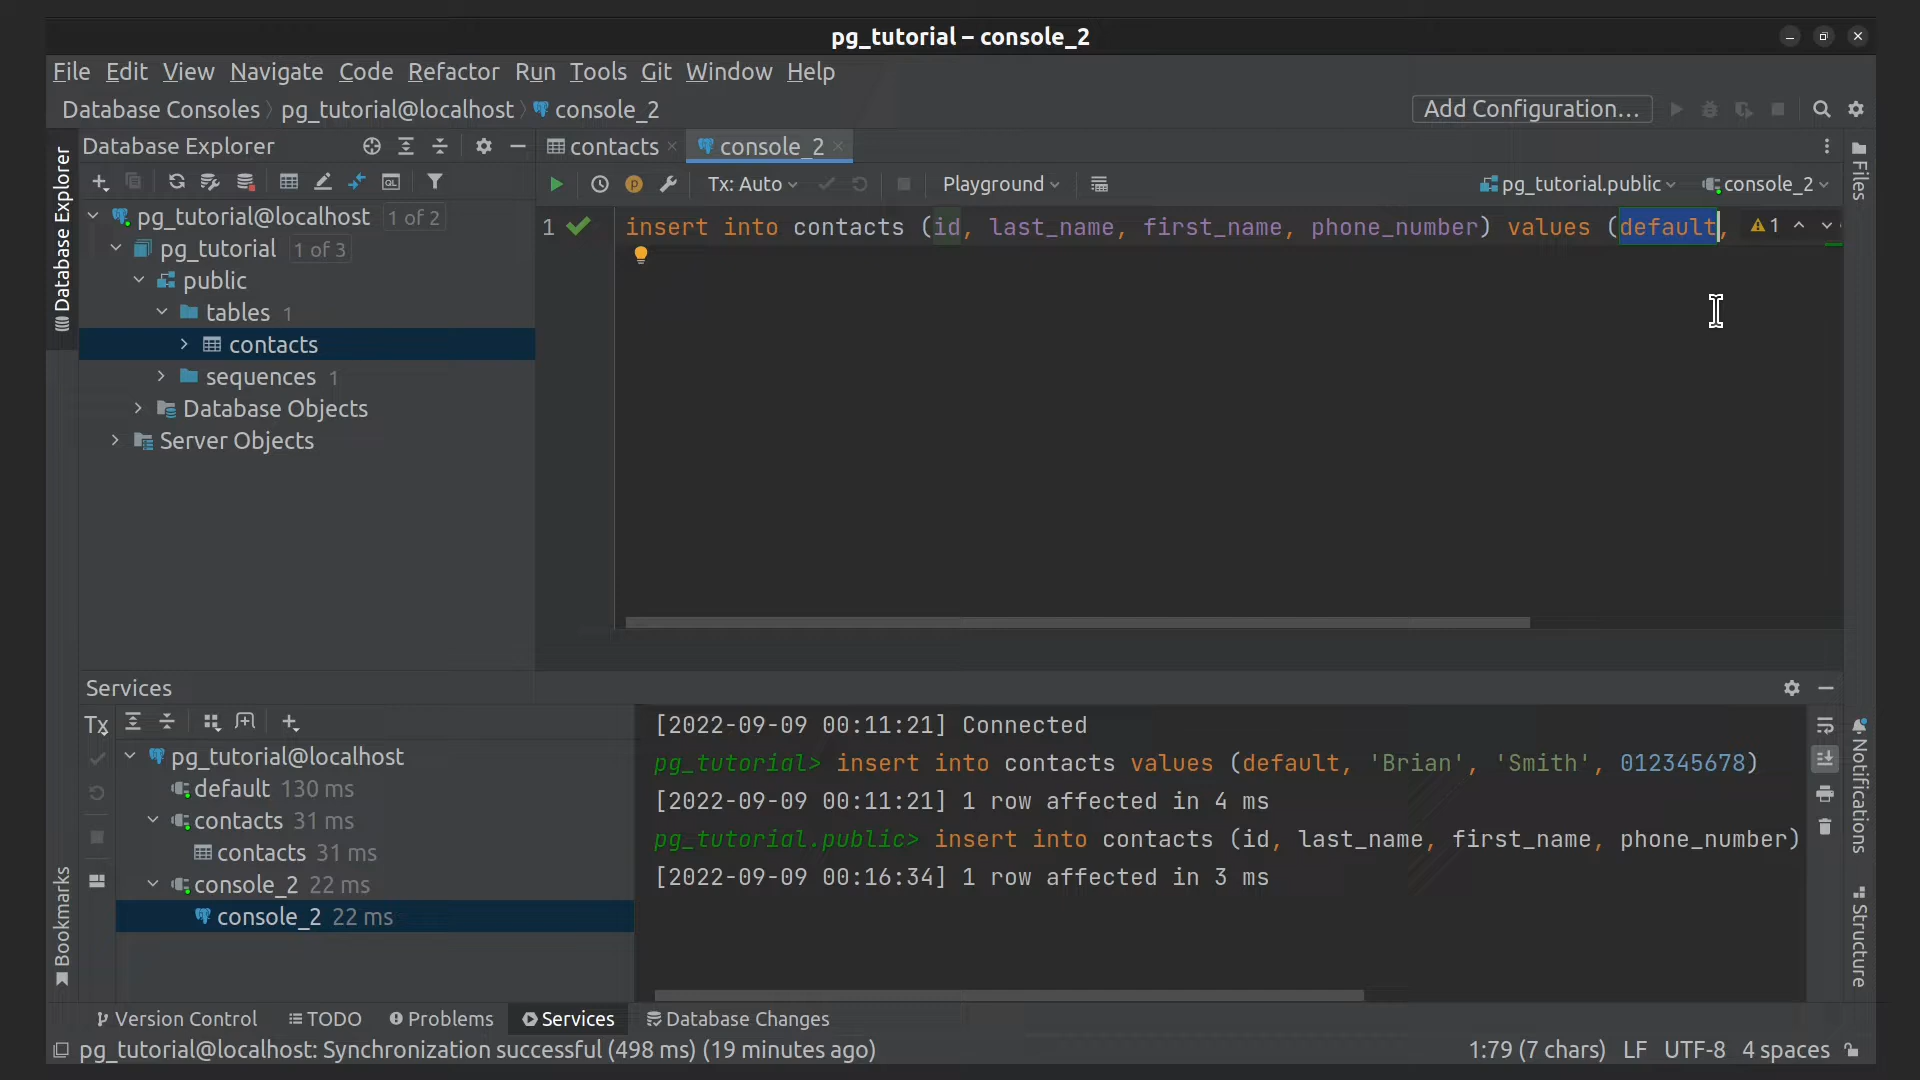 pg_tutorial – console_2
File Edit View Navigate Code Refactor Run Tools Git Window Help
Database Consoles pg_tutorial@localhost console_2 Add Configuration...
Database Explorer
contacts
console_2
Tx: Auto
Playground
pg_tutorial.public
console_2
Files
Database Explorer
pg_tutorial@localhost 1 of 2
pg_tutorial 1 of 3
public
tables 1
contacts
sequences 1
Database Objects
Server Objects
1 insert into contacts (id, last_name, first_name, phone_number) values (default, 1
Services
Tx
pg_tutorial@localhost
default 130 ms
contacts 31 ms
contacts 31 ms
console_2 22 ms
console_2 22 ms
[2022-09-09 00:11:21] Connected
pg_tutorial> insert into contacts values (default, 'Brian', 'Smith', 012345678)
[2022-09-09 00:11:21] 1 row affected in 4 ms
pg_tutorial.public> insert into contacts (id, last_name, first_name, phone_number)
[2022-09-09 00:16:34] 1 row affected in 3 ms
Notifications
Structure
Bookmarks
Version Control TODO Problems Services Database Changes
pg_tutorial@localhost: Synchronization successful (498 ms) (19 minutes ago) 1:79 (7 chars) LF UTF-8 4 spaces